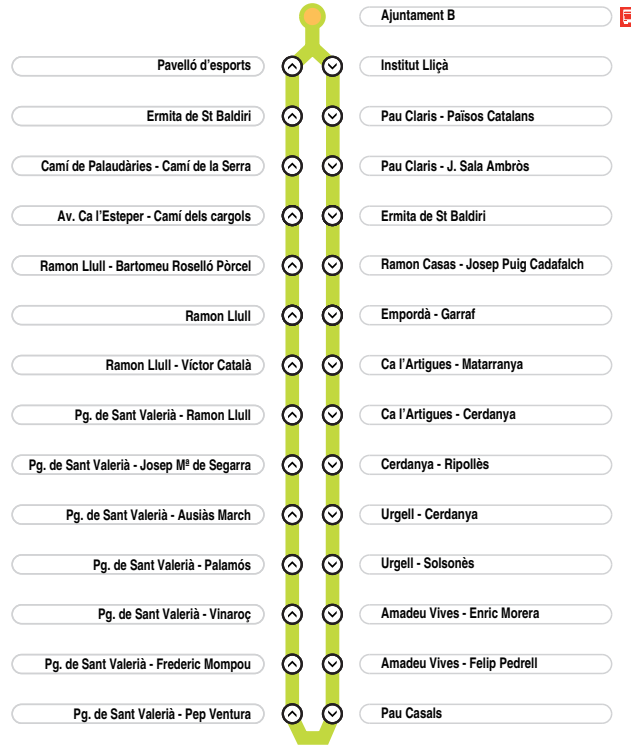 Ajuntament B
Pavelló d'esports
Institut Lliçà
Ermita de St Baldiri
Pau Claris - Països Catalans
Camí de Palaudàries - Camí de la Serra
Pau Claris - J. Sala Ambròs
Av. Ca l'Esteper - Camí dels cargols
Ermita de St Baldiri
Ramon Llull - Bartomeu Roselló Pòrcel
Ramon Casas - Josep Puig Cadafalch
Ramon Llull
Empordà - Garraf
Ramon Llull - Víctor Català
Ca l'Artigues - Matarranya
Pg. de Sant Valerià - Ramon Llull
Ca l'Artigues - Cerdanya
Pg. de Sant Valerià - Josep Mª de Segarra
Cerdanya - Ripollès
Pg. de Sant Valerià - Ausiàs March
Urgell - Cerdanya
Pg. de Sant Valerià - Palamós
Urgell - Solsonès
Pg. de Sant Valerià - Vinaroç
Amadeu Vives - Enric Morera
Pg. de Sant Valerià - Frederic Mompou
Amadeu Vives - Felip Pedrell
Pg. de Sant Valerià - Pep Ventura
Pau Casals